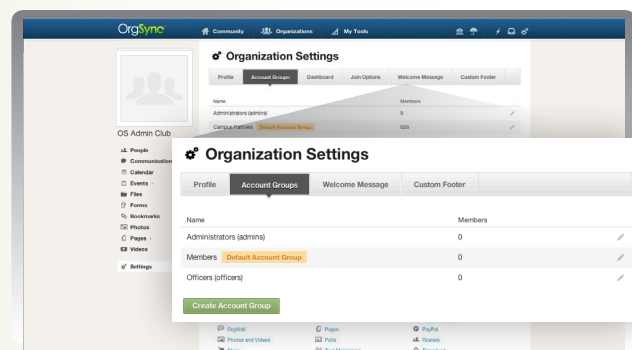 OrgSync
Community Organizations My Tools
Organization Settings
Profile Account Groups Dashboard Join Options Welcome Message Custom Footer
Name Members
Administrators (admins) 9
Campus Partners Default Account Group 626
OS Admin Club
People
Communication
Calendar
Events
Files
Forms
Bookmarks
Photos
Pages
Videos
Settings
Organization Settings
Profile Account Groups Welcome Message Custom Footer
Name Members
Administrators (admins) 0
Members Default Account Group 0
Officers (officers) 0
Create Account Group
OrgWall Pages PayPal
Photos and Videos Polls